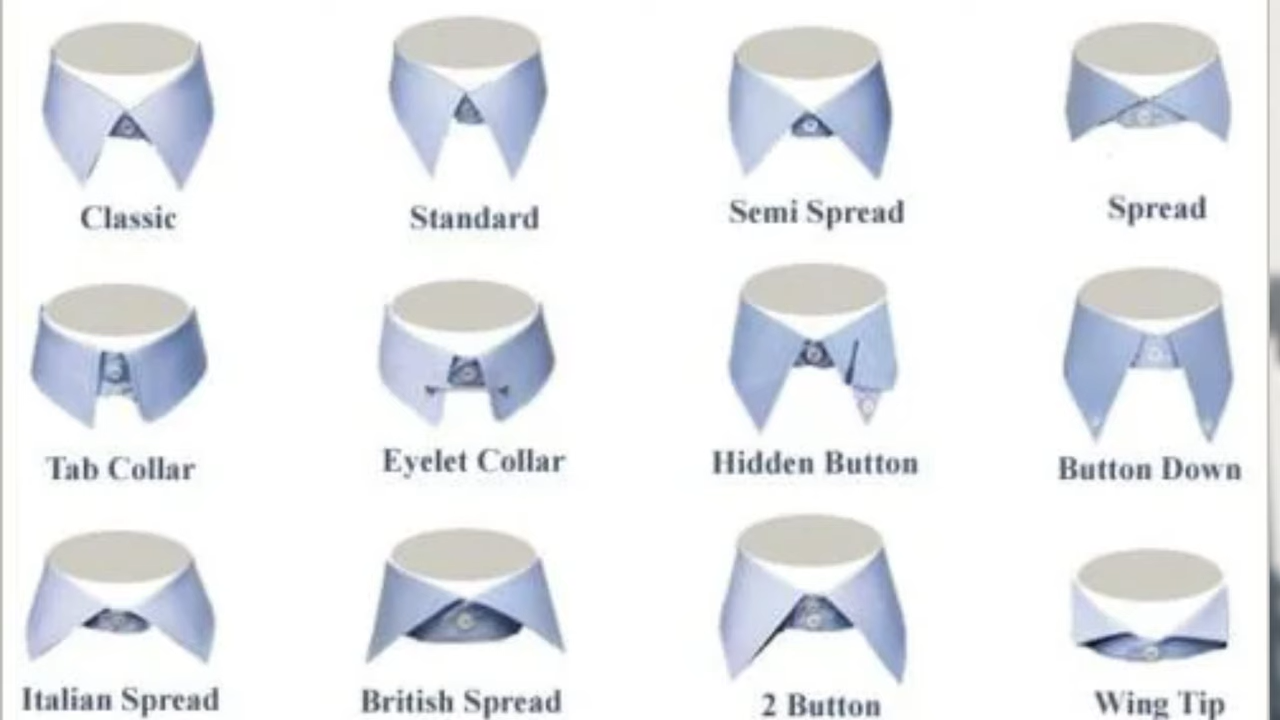 Classic
Standard
Semi Spread
Spread
Tab Collar
Eyelet Collar
Hidden Button
Button Down
Italian Spread
British Spread
2 Button
Wing Tip